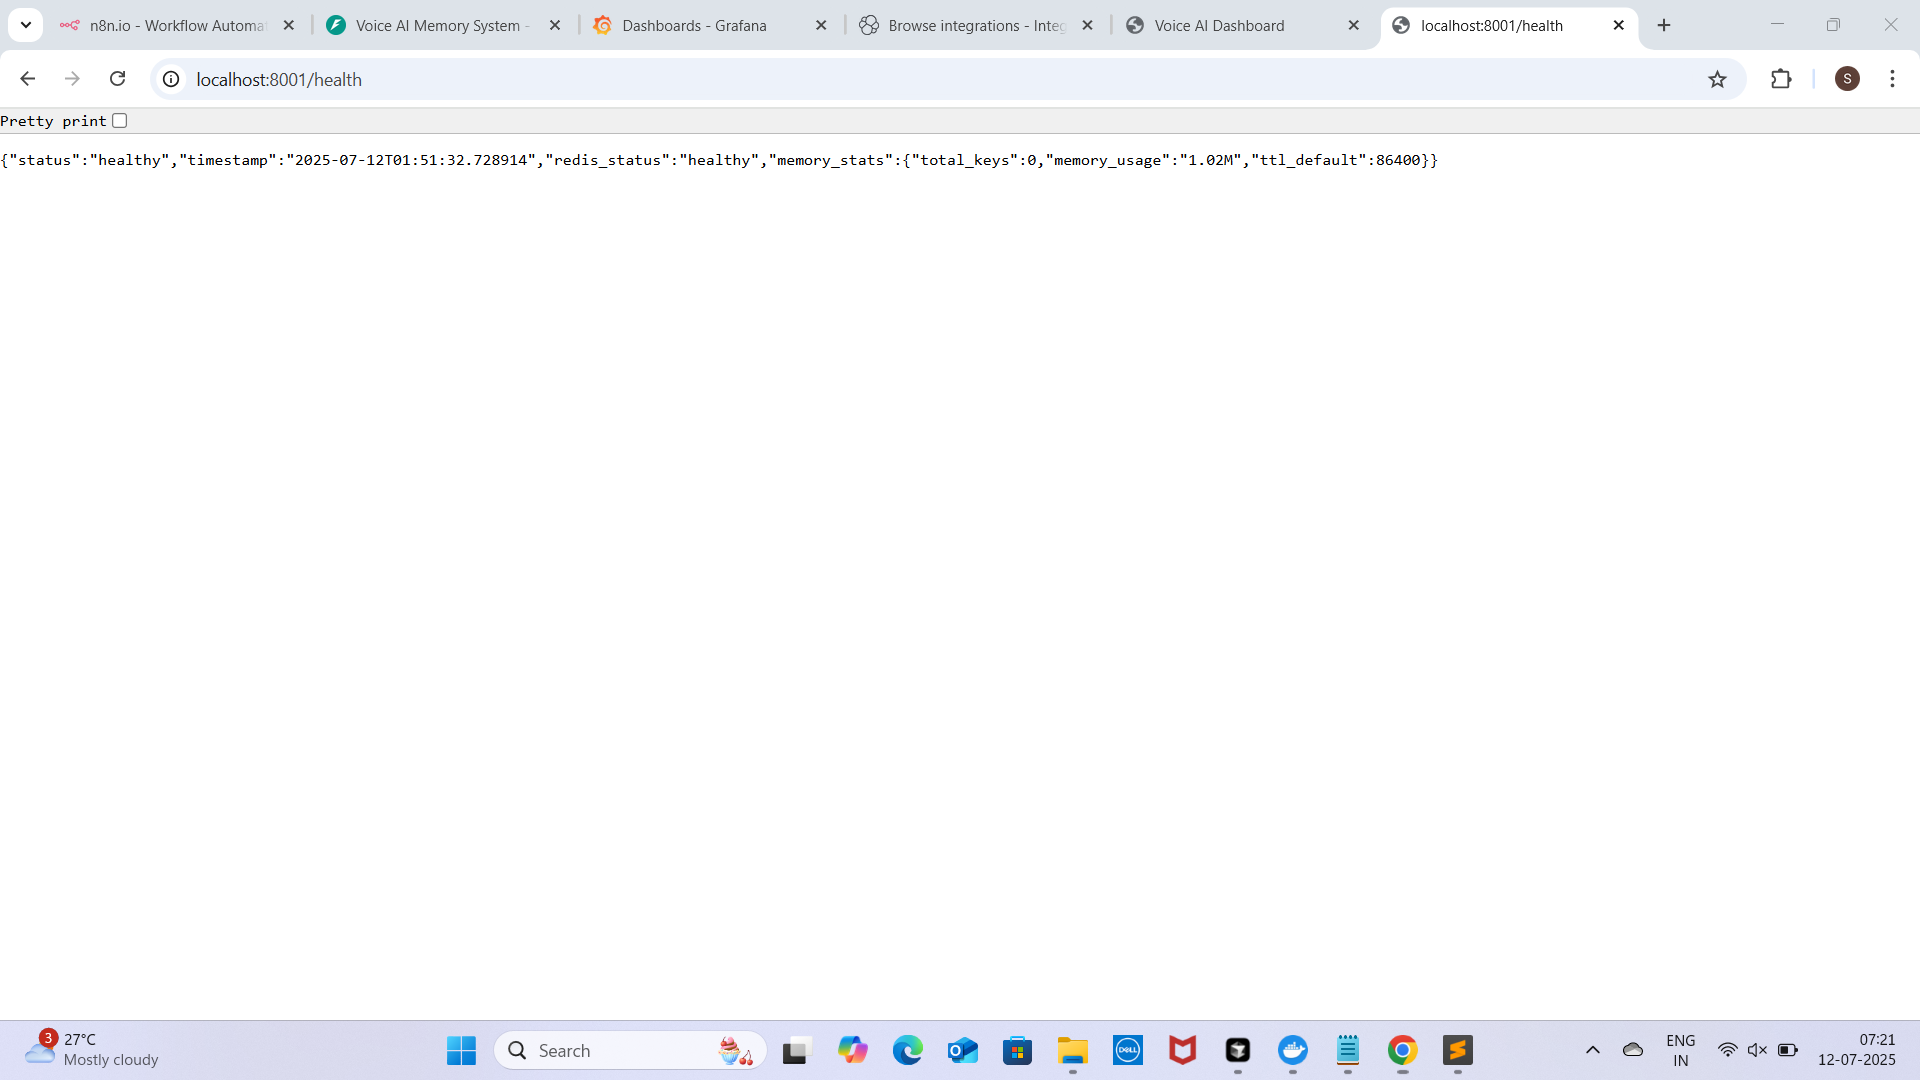 n8n.io - Workflow Automat
Voice AI Memory System -
Dashboards - Grafana
Browse integrations - Integ
Voice AI Dashboard
localhost:8001/health
localhost:8001/health
S
Pretty print
{"status":"healthy","timestamp":"2025-07-12T01:51:32.728914","redis_status":"healthy","memory_stats":{"total_keys":0,"memory_usage":"1.02M","ttl_default":86400}}
3
27°C
Mostly cloudy
Search
DELL
ENG
IN
07:21
12-07-2025